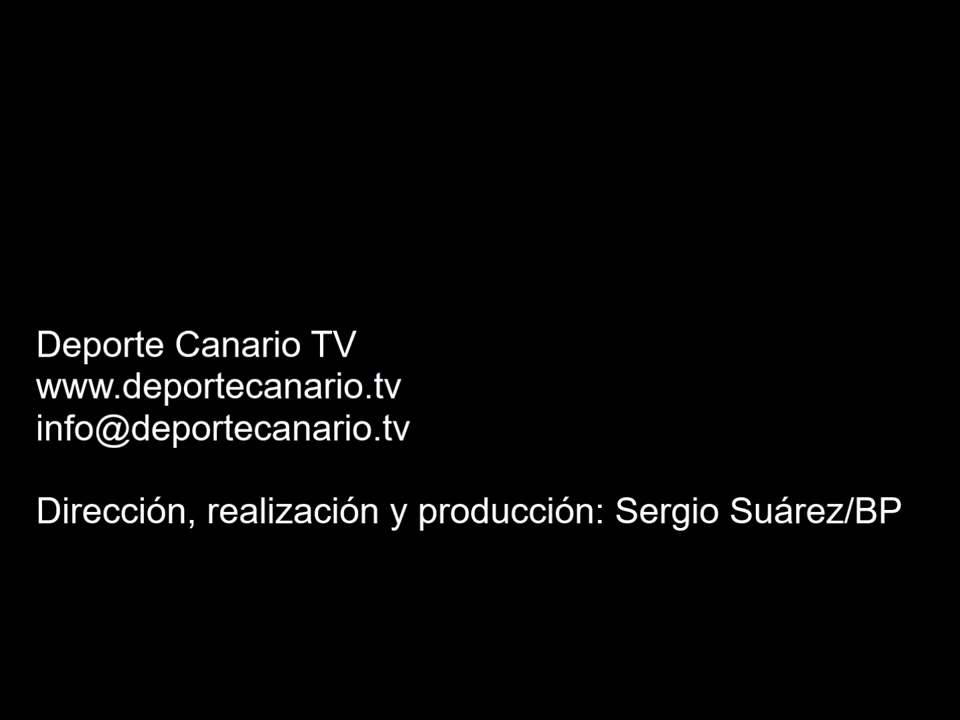 Deporte Canario TV
www.deportecanario.tv
info@deportecanario.tv
Dirección, realización y producción: Sergio Suárez/BP